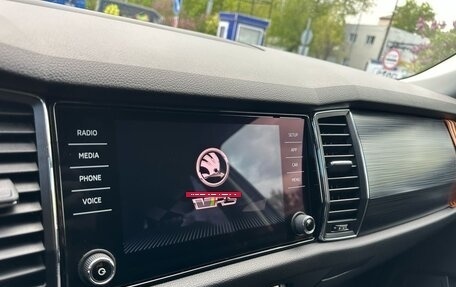 RADIO
MEDIA
PHONE
VOICE
SETUP
APP
CAR
MENU